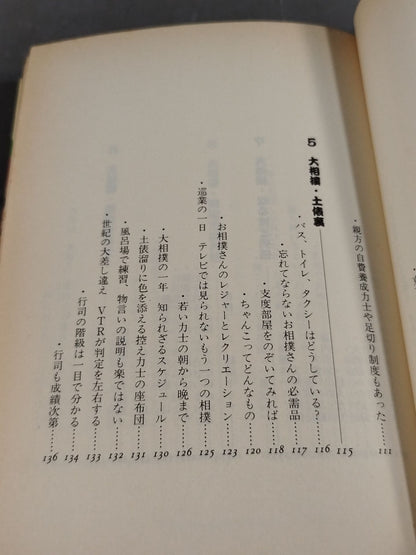 ・親方の自費養成力士や足切り制度もあった……111
5 大相撲・土俵裏――115
・バス、トイレ、タクシーはどうしている?……116
・忘れてならないお相撲さんの必需品……117
・支度部屋をのぞいてみれば……118
・ちゃんこってどんなもの……120
・お相撲さんのレジャーとレクリエーション……123
・巡業の一日 テレビでは見られないもう一つの相撲……125
・若い力士の朝から晩まで……126
・大相撲の一年 知られざるスケジュール……130
・土俵溜りに色を添える控え力士の座布団……131
・風呂場で練習、物言いの説明も楽ではない……132
・世紀の大差し違え VTRが判定を左右する……133
・行司の階級は一目で分かる……134
・行司も成績次第……136